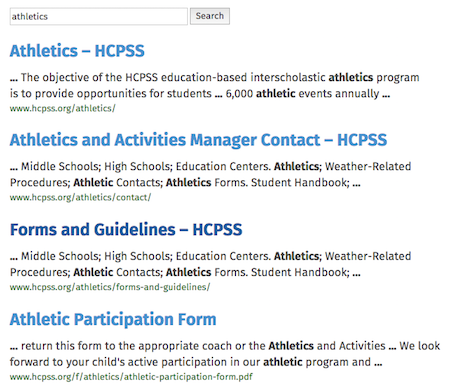 athletics Search
Athletics – HCPSS
... The objective of the HCPSS education-based interscholastic athletics program
is to provide opportunities for students ... 6,000 athletic events annually ...
www.hcpss.org/athletics/
Athletics and Activities Manager Contact – HCPSS
... Middle Schools; High Schools; Education Centers. Athletics; Weather-Related
Procedures; Athletic Contacts; Athletics Forms. Student Handbook; ...
www.hcpss.org/athletics/contact/
Forms and Guidelines – HCPSS
... Middle Schools; High Schools; Education Centers. Athletics; Weather-Related
Procedures; Athletic Contacts; Athletics Forms. Student Handbook; ...
www.hcpss.org/athletics/forms-and-guidelines/
Athletic Participation Form
... return this form to the appropriate coach or the Athletics and Activities ... We look
forward to your child's active participation in our athletic program and ...
www.hcpss.org/f/athletics/athletic-participation-form.pdf